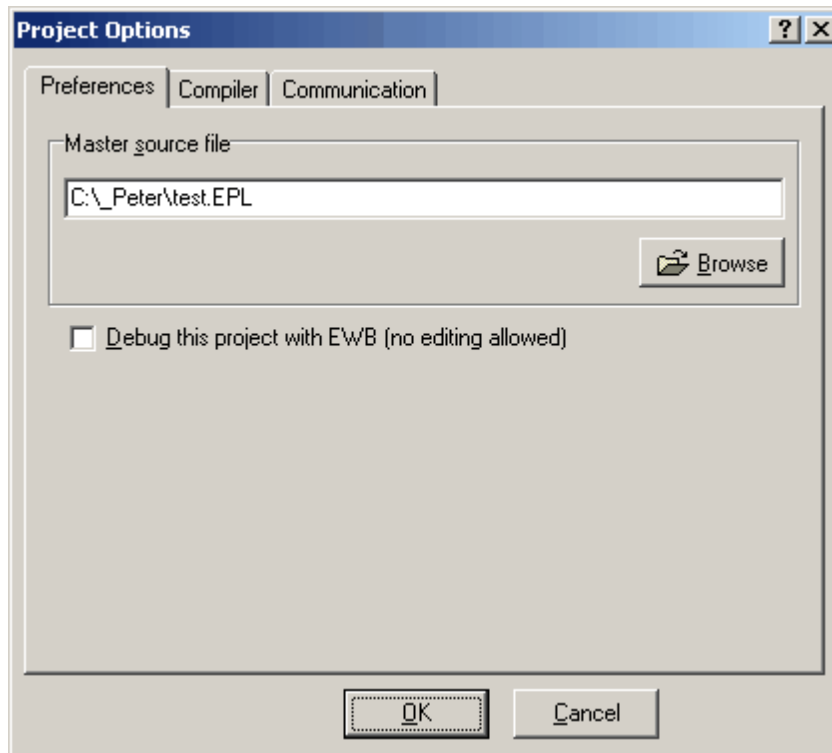 Project Options
Preferences Compiler Communication
Master source file
C:\_Peter\test.EPL
Browse
Debug this project with EWB (no editing allowed)
OK Cancel